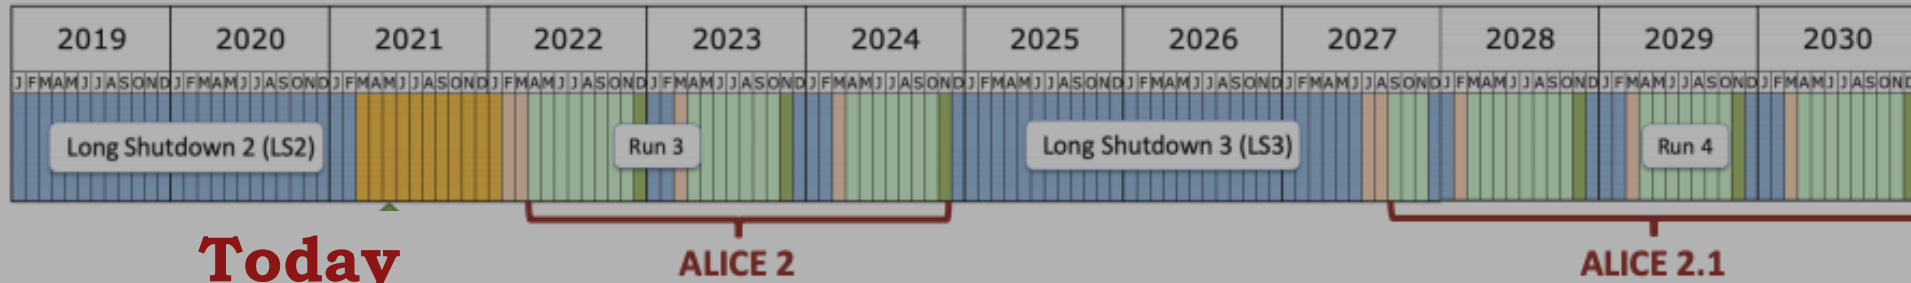 2019 2020 2021 2022 2023 2024 2025 2026 2027 2028 2029 2030
J F M A M J J A S O N D J F M A M J J A S O N D J F M A M J J A S O N D J F M A M J J A S O N D J F M A M J J A S O N D J F M A M J J A S O N D J F M A M J J A S O N D J F M A M J J A S O N D J F M A M J J A S O N D J F M A M J J A S O N D J F M A M J J A S O N D J F M A M J J A S O N D
Long Shutdown 2 (LS2) Run 3 Long Shutdown 3 (LS3) Run 4
Today ALICE 2 ALICE 2.1